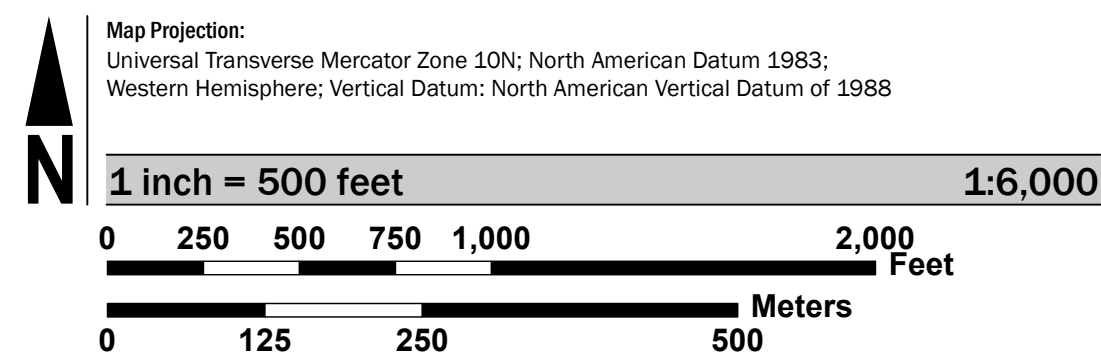 Map Projection:
Universal Transverse Mercator Zone 10N; North American Datum 1983;
Western Hemisphere; Vertical Datum: North American Vertical Datum of 1988
N
1 inch = 500 feet 1:6,000
0 250 500 750 1,000 2,000
Feet
Meters
0 125 250 500